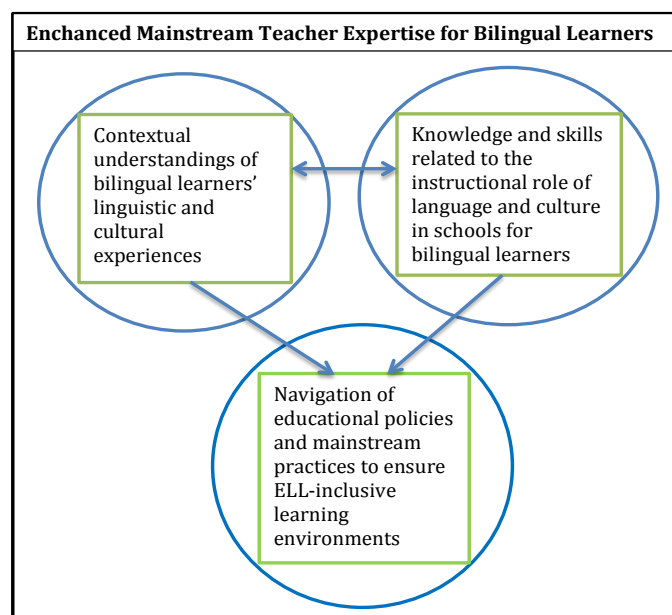 Enchanced Mainstream Teacher Expertise for Bilingual Learners
Contextual
understandings of
bilingual learners’
linguistic and
cultural
experiences
Knowledge and skills
related to the
instructional role of
language and culture
in schools for
bilingual learners
Navigation of
educational policies
and mainstream
practices to ensure
ELL-inclusive
learning
environments